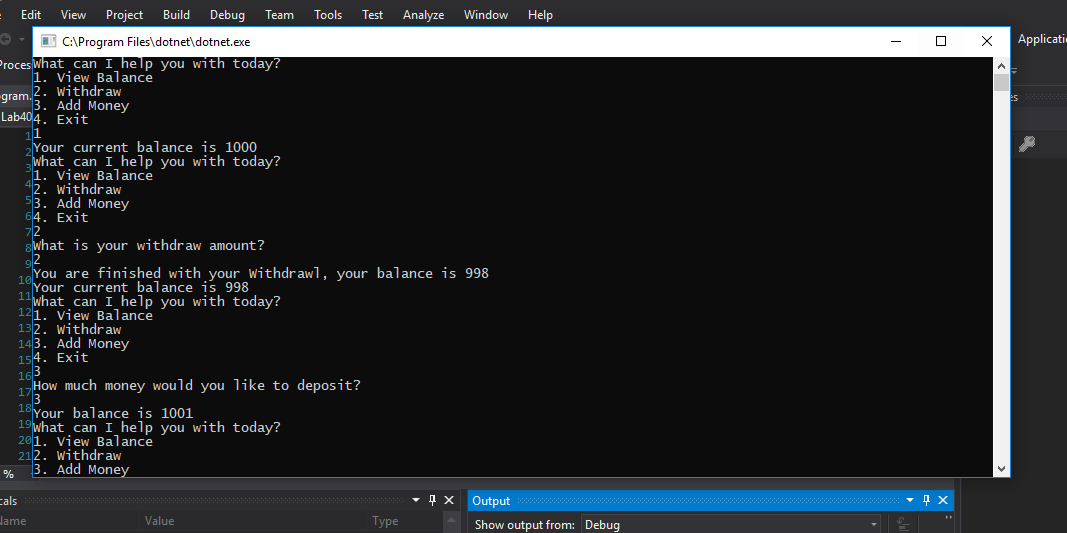 Edit View Project Build Debug Team Tools Test Analyze Window Help
C:\Program Files\dotnet\dotnet.exe
What can I help you with today?
1. View Balance
2. Withdraw
3. Add Money
4. Exit
1
Your current balance is 1000
What can I help you with today?
1. View Balance
2. Withdraw
3. Add Money
4. Exit
2
What is your withdraw amount?
2
You are finished with your Withdrawl, your balance is 998
Your current balance is 998
What can I help you with today?
1. View Balance
2. Withdraw
3. Add Money
4. Exit
3
How much money would you like to deposit?
3
Your balance is 1001
What can I help you with today?
1. View Balance
2. Withdraw
3. Add Money
Applicati
Proces
ogram.
Lab40
es
1
2
3
4
5
6
7
8
9
10
11
12
13
14
15
16
17
18
19
20
21
%
cals
Name Value Type
Output
Show output from: Debug